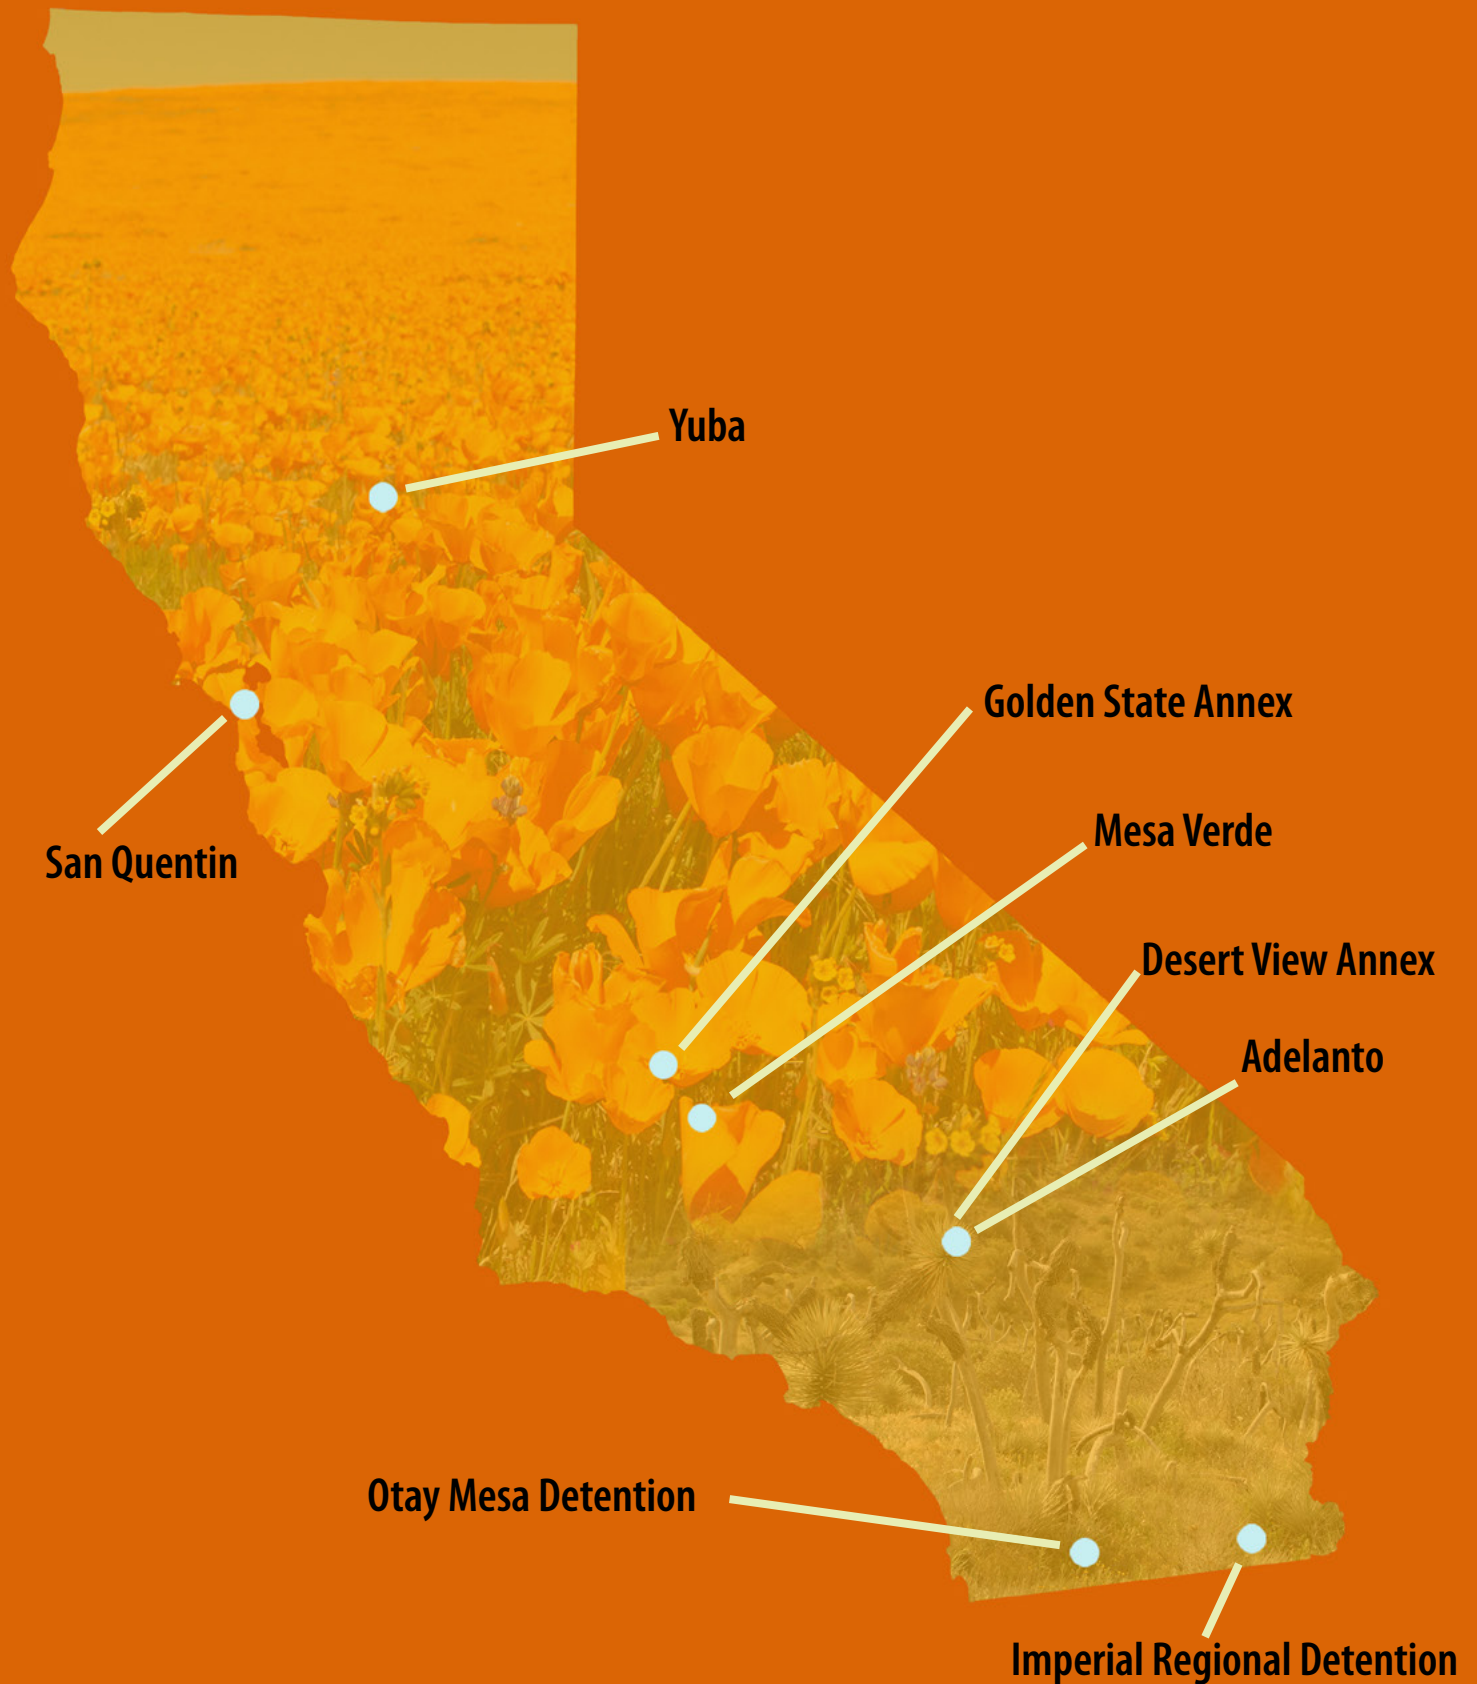 Yuba
Golden State Annex
Mesa Verde
San Quentin
Desert View Annex
Adelanto
Otay Mesa Detention
Imperial Regional Detention